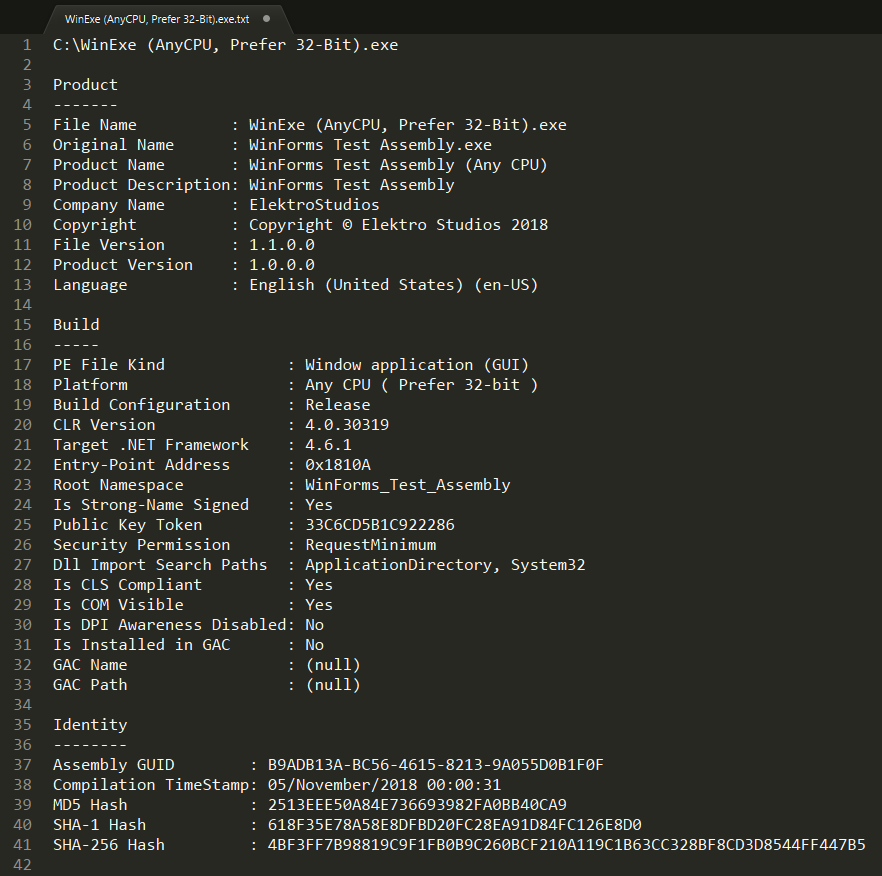 WinExe (AnyCPU, Prefer 32-Bit).exe.txt
1 C:\WinExe (AnyCPU, Prefer 32-Bit).exe
2
3 Product
4 -------
5 File Name          : WinExe (AnyCPU, Prefer 32-Bit).exe
6 Original Name      : WinForms Test Assembly.exe
7 Product Name       : WinForms Test Assembly (Any CPU)
8 Product Description: WinForms Test Assembly
9 Company Name       : ElektroStudios
10 Copyright          : Copyright © Elektro Studios 2018
11 File Version       : 1.1.0.0
12 Product Version    : 1.0.0.0
13 Language           : English (United States) (en-US)
14
15 Build
16 -----
17 PE File Kind             : Window application (GUI)
18 Platform                 : Any CPU ( Prefer 32-bit )
19 Build Configuration      : Release
20 CLR Version              : 4.0.30319
21 Target .NET Framework    : 4.6.1
22 Entry-Point Address      : 0x1810A
23 Root Namespace           : WinForms_Test_Assembly
24 Is Strong-Name Signed    : Yes
25 Public Key Token         : 33C6CD5B1C922286
26 Security Permission      : RequestMinimum
27 Dll Import Search Paths  : ApplicationDirectory, System32
28 Is CLS Compliant         : Yes
29 Is COM Visible           : Yes
30 Is DPI Awareness Disabled: No
31 Is Installed in GAC      : No
32 GAC Name                 : (null)
33 GAC Path                 : (null)
34
35 Identity
36 --------
37 Assembly GUID        : B9ADB13A-BC56-4615-8213-9A055D0B1F0F
38 Compilation TimeStamp: 05/November/2018 00:00:31
39 MD5 Hash             : 2513EEE50A84E736693982FA0BB40CA9
40 SHA-1 Hash           : 618F35E78A58E8DFBD20FC28EA91D84FC126E8D0
41 SHA-256 Hash         : 4BF3FF7B98819C9F1FB0B9C260BCF210A119C1B63CC328BF8CD3D8544FF447B5
42